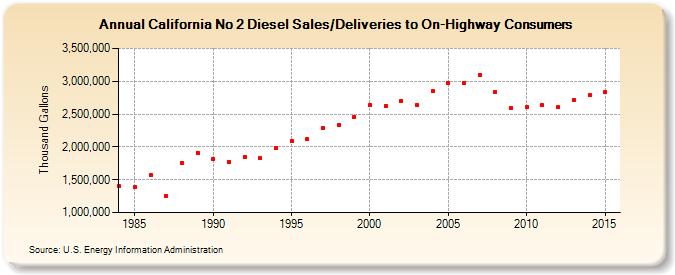 Annual California No 2 Diesel Sales/Deliveries to On-Highway Consumers
Thousand Gallons
3,500,000
3,000,000
2,500,000
2,000,000
1,500,000
1,000,000
1985 1990 1995 2000 2005 2010 2015
Source: U.S. Energy Information Administration